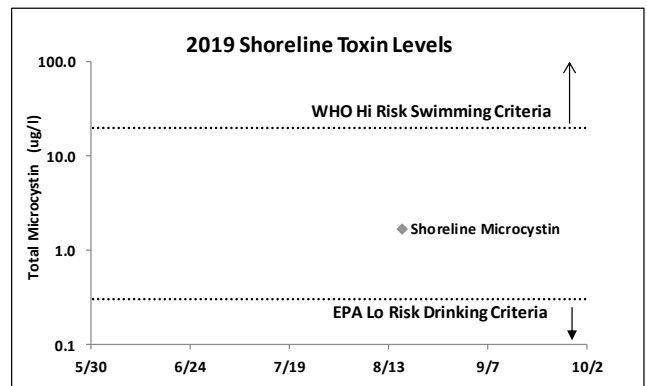 2019 Shoreline Toxin Levels
Total Microcystin (ug/l)
100.0
10.0
1.0
0.1
WHO Hi Risk Swimming Criteria
Shoreline Microcystin
EPA Lo Risk Drinking Criteria
5/30 6/24 7/19 8/13 9/7 10/2